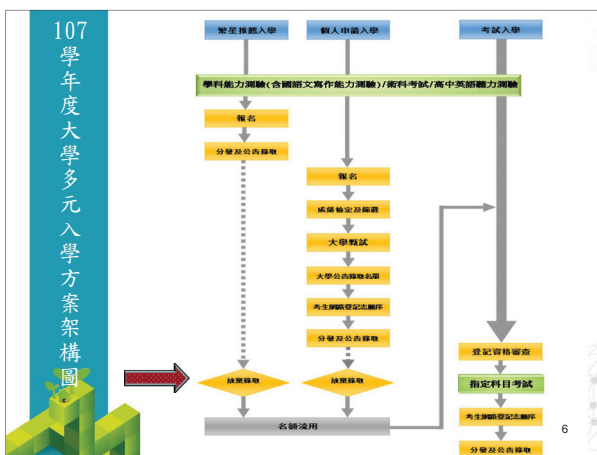 107
學年度大學多元入學方案架構圖
繁星推薦入學
個人申請入學
考試入學
學科能力測驗(含國語文寫作能力測驗)/術科考試/高中英語聽力測驗
報名
分發及公告錄取
報名
成績檢定及篩選
大學甄試
大學公告錄取名單
考生網路登記志願序
分發及公告錄取
放棄錄取
放棄錄取
名額流用
登記資格審查
指定科目考試
考生網路登記志願序
分發及公告錄取
6